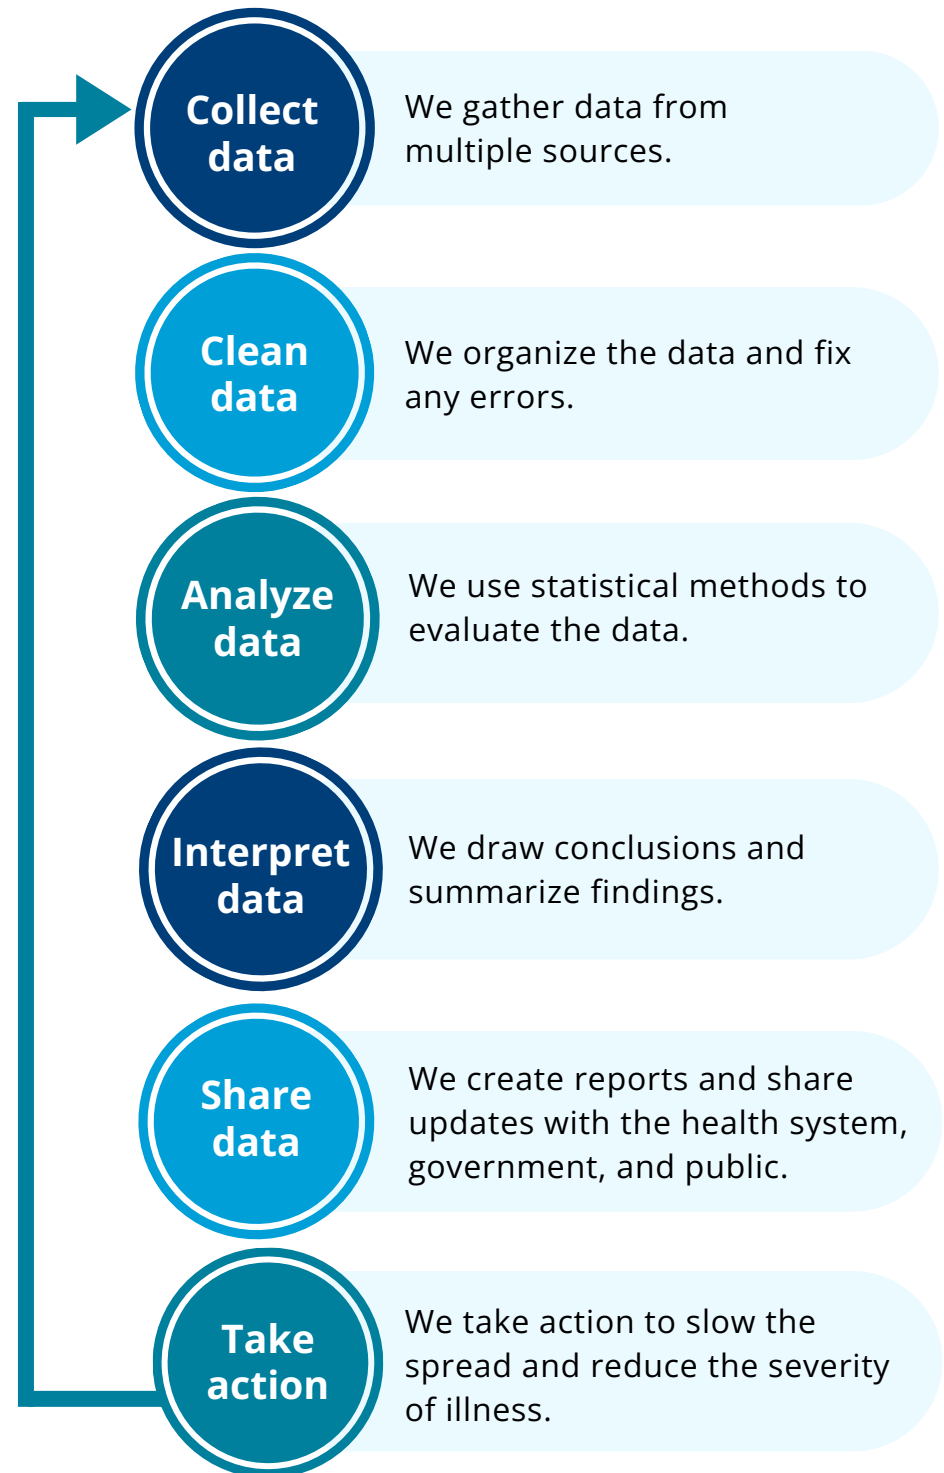 Collect
data
We gather data from
multiple sources.
Clean
data
We organize the data and fix
any errors.
Analyze
data
We use statistical methods to
evaluate the data.
Interpret
data
We draw conclusions and
summarize findings.
Share
data
We create reports and share
updates with the health system,
government, and public.
Take
action
We take action to slow the
spread and reduce the severity
of illness.